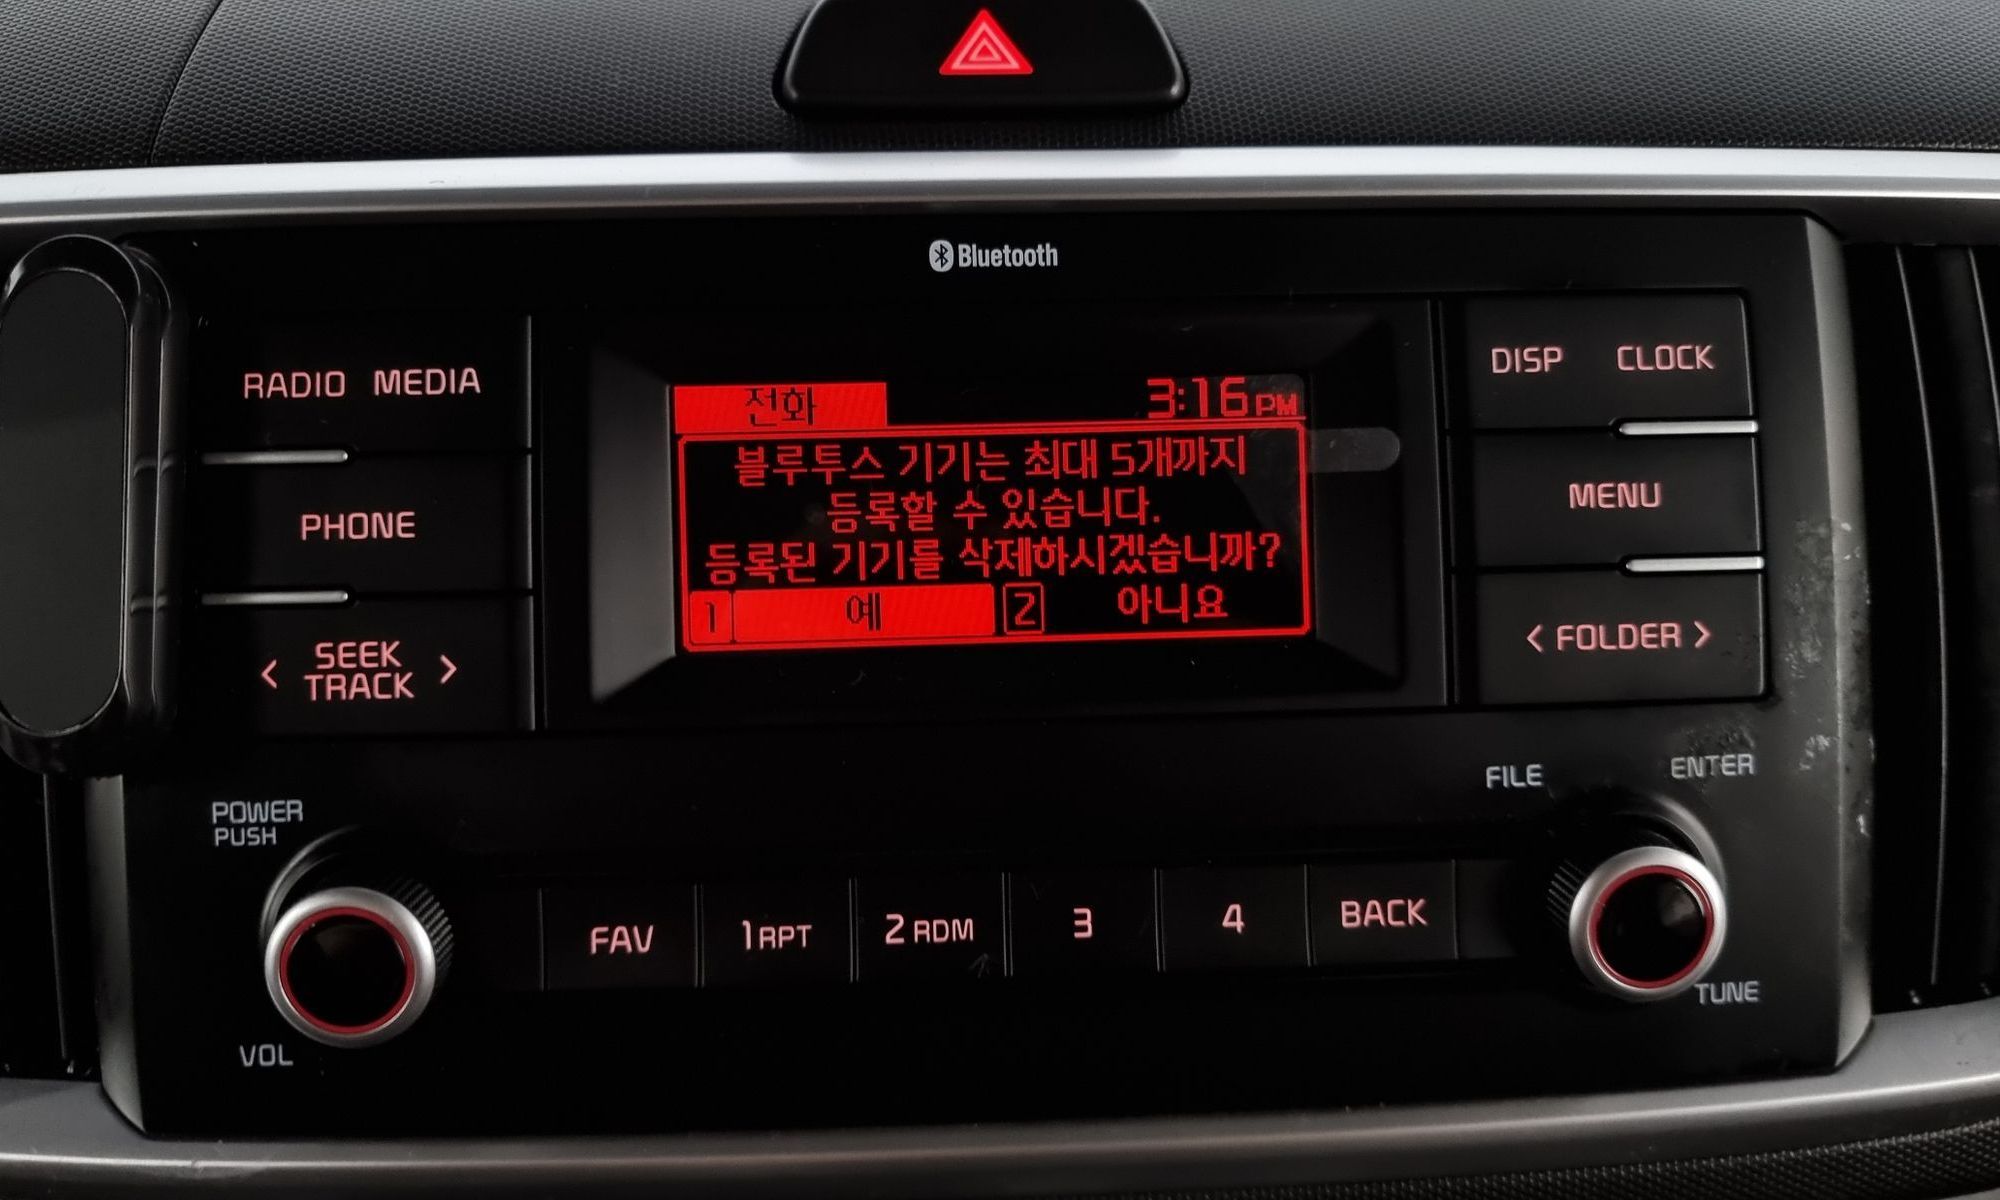 Bluetooth
RADIO MEDIA
PHONE
< SEEK TRACK >
전화 3:16 PM
블루투스 기기는 최대 5개까지
등록할 수 있습니다.
등록된 기기를 삭제하시겠습니까?
1 예 2 아니요
DISP CLOCK
MENU
< FOLDER >
POWER
PUSH
VOL
FAV 1 RPT 2 RDM 3 4 BACK
FILE
ENTER
TUNE